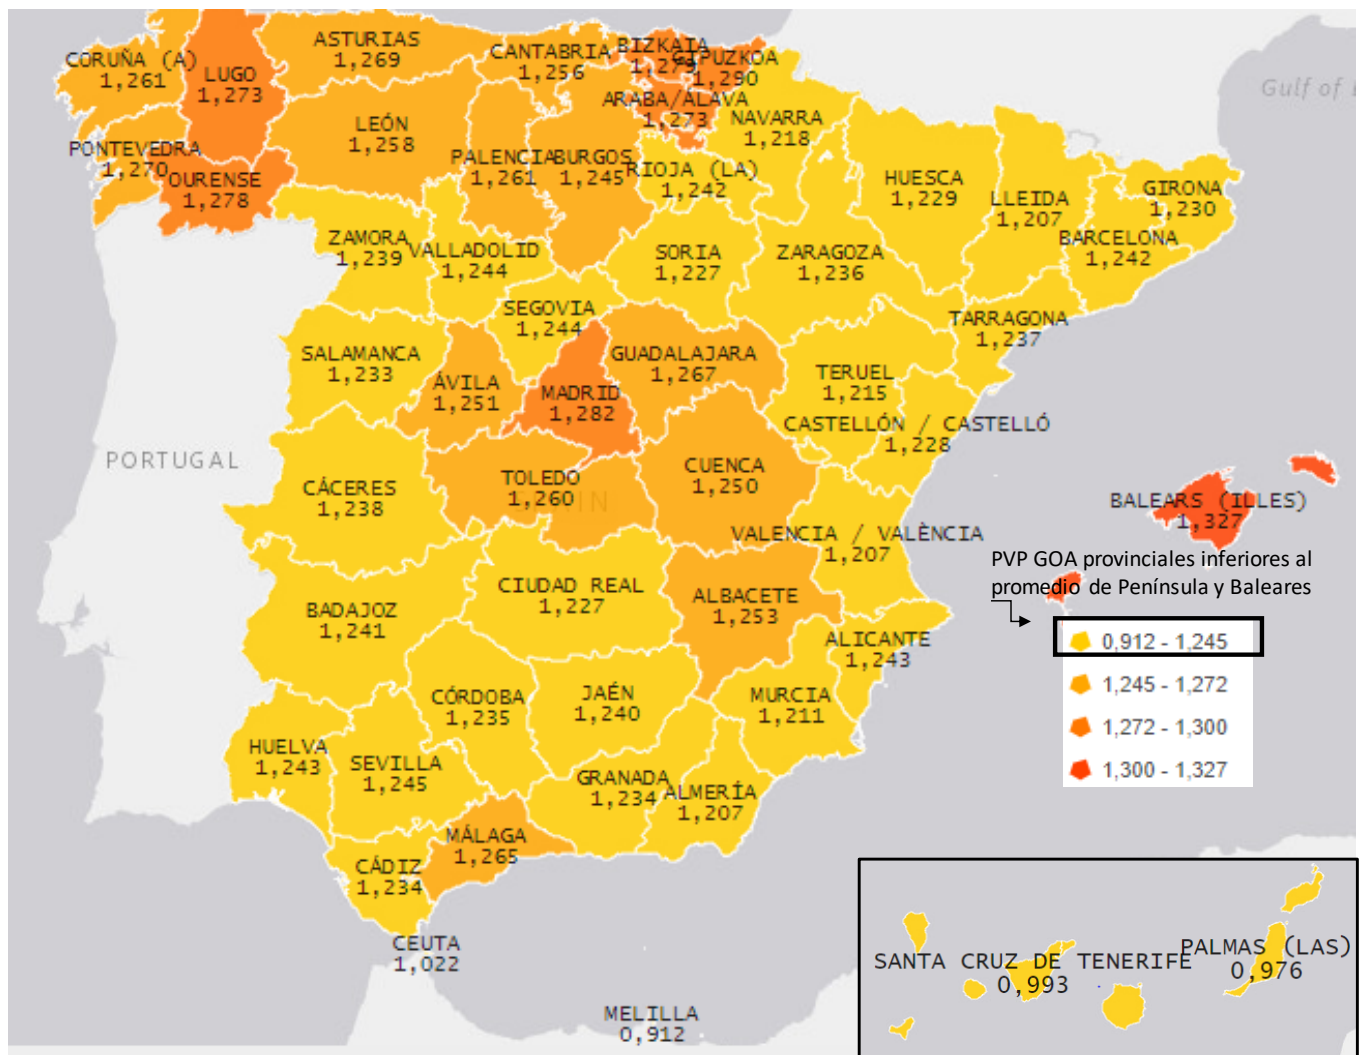 ASTURIAS
1,269
CANTABRIA
1,256
BIZKAIA
1,279
GIPUZKOA
1,290
CORUÑA (A)
1,261
LUGO
1,273
ARABA/ALAVA
1,273
Gulf of
LEÓN
1,258
NAVARRA
1,218
PONTEVEDRA
1,270
OURENSE
1,278
PALENCIA
1,261
BURGOS
1,245
RIOJA (LA)
1,242
HUESCA
1,229
LLEIDA
1,207
GIRONA
1,230
BARCELONA
1,242
ZAMORA
1,239
VALLADOLID
1,244
SORIA
1,227
ZARAGOZA
1,236
SEGOVIA
1,244
TARRAGONA
1,237
SALAMANCA
1,233
ÁVILA
1,251
MADRID
1,282
GUADALAJARA
1,267
TERUEL
1,215
CASTELLÓN / CASTELLÓ
1,228
PORTUGAL
CÁCERES
1,238
TOLEDO
1,260
CUENCA
1,250
BALEARS (ILLES)
1,327
VALENCIA / VALÈNCIA
1,207
PVP GOA provinciales inferiores al
promedio de Península y Baleares
BADAJOZ
1,241
CIUDAD REAL
1,227
ALBACETE
1,253
ALICANTE
1,243
0,912 - 1,245
1,245 - 1,272
1,272 - 1,300
1,300 - 1,327
CÓRDOBA
1,235
JAÉN
1,240
MURCIA
1,211
HUELVA
1,243
SEVILLA
1,245
GRANADA
1,234
ALMERÍA
1,207
MÁLAGA
1,265
CÁDIZ
1,234
CEUTA
1,022
MELILLA
0,912
SANTA CRUZ DE TENERIFE
0,993
PALMAS (LAS)
0,976